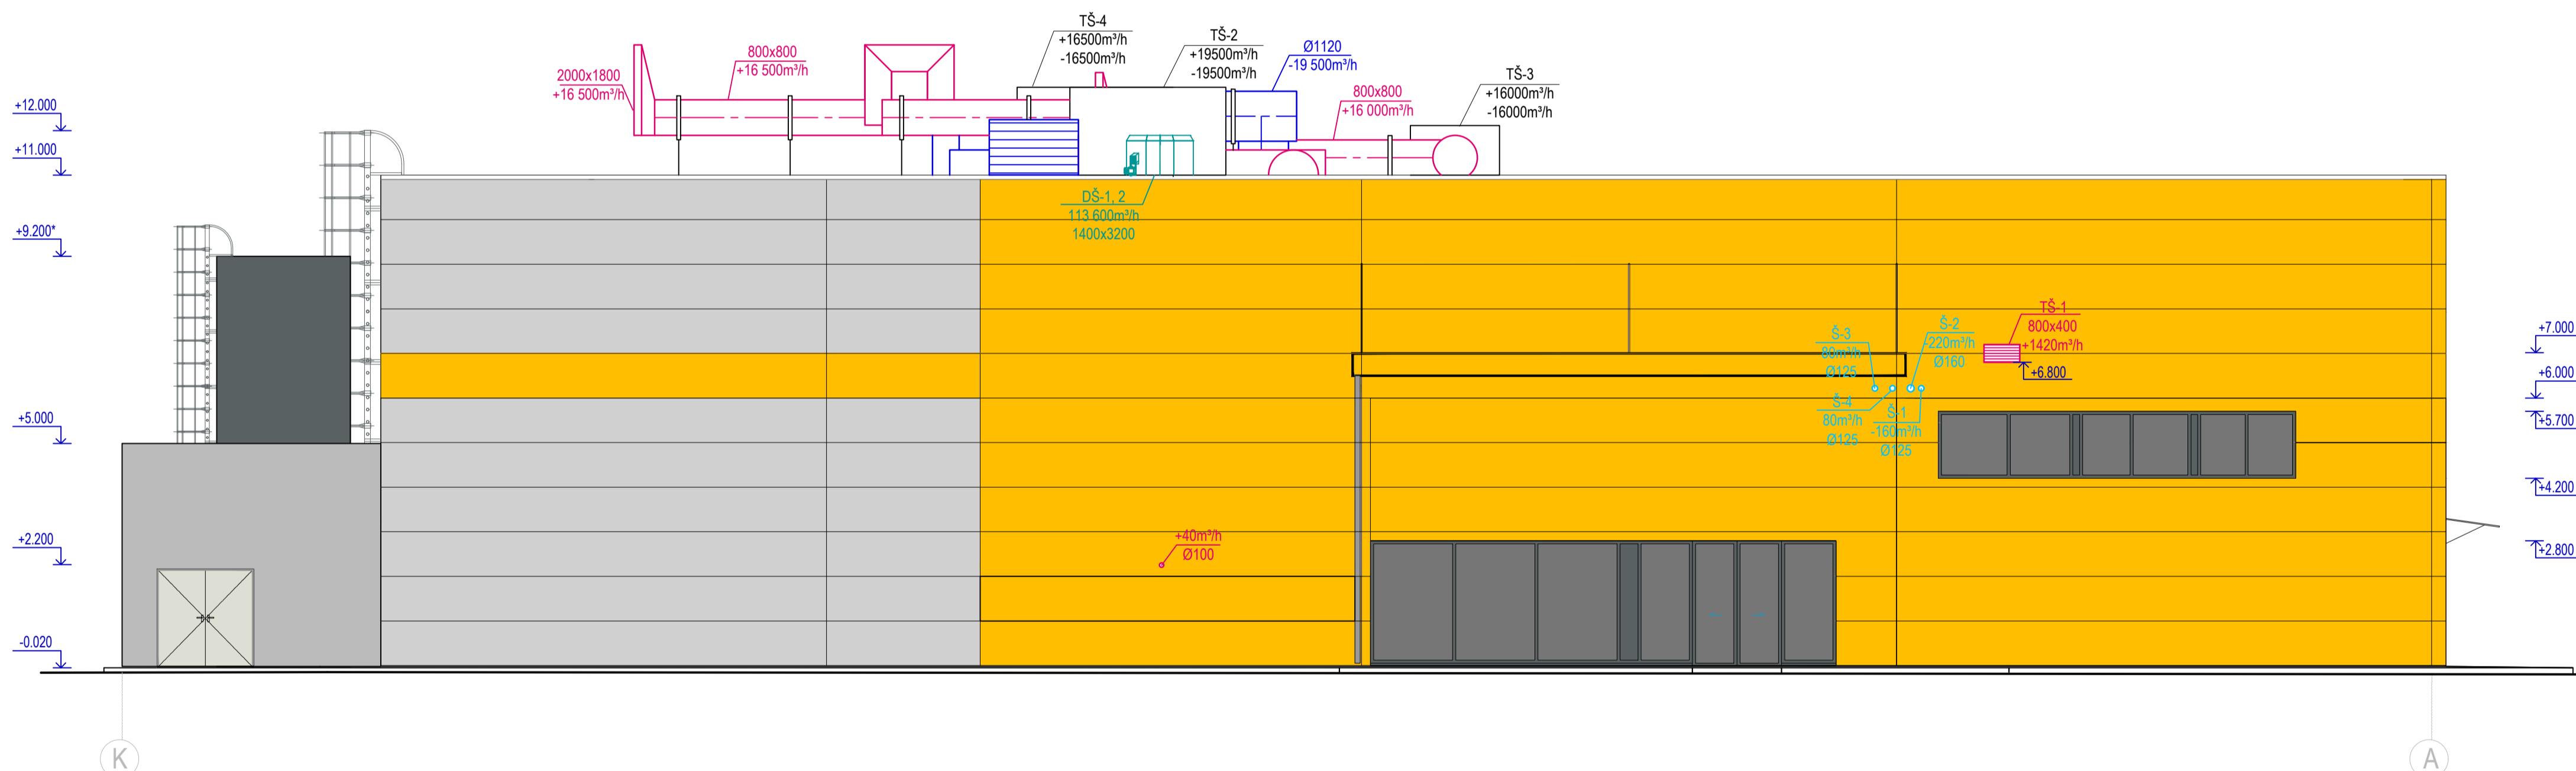 TŠ-4
+16500m³/h
-16500m³/h
TŠ-2
+19500m³/h
-19500m³/h
Ø1120
-19 500m³/h
800x800
+16 500m³/h
2000x1800
+16 500m³/h
TŠ-3
+16000m³/h
-16000m³/h
800x800
+16 000m³/h
+12.000
+11.000
+9.200*
+5.000
+2.200
-0.020
DŠ-1, 2
113 600m³/h
1400x3200
Š-3
80m³/h
Ø125
Š-2
-220m³/h
Ø160
TŠ-1
800x400
+1420m³/h
+6.800
Š-4
80m³/h
Ø125
Š-1
-160m³/h
Ø125
+40m³/h
Ø100
+7.000
+6.000
+5.700
+4.200
+2.800
K
A